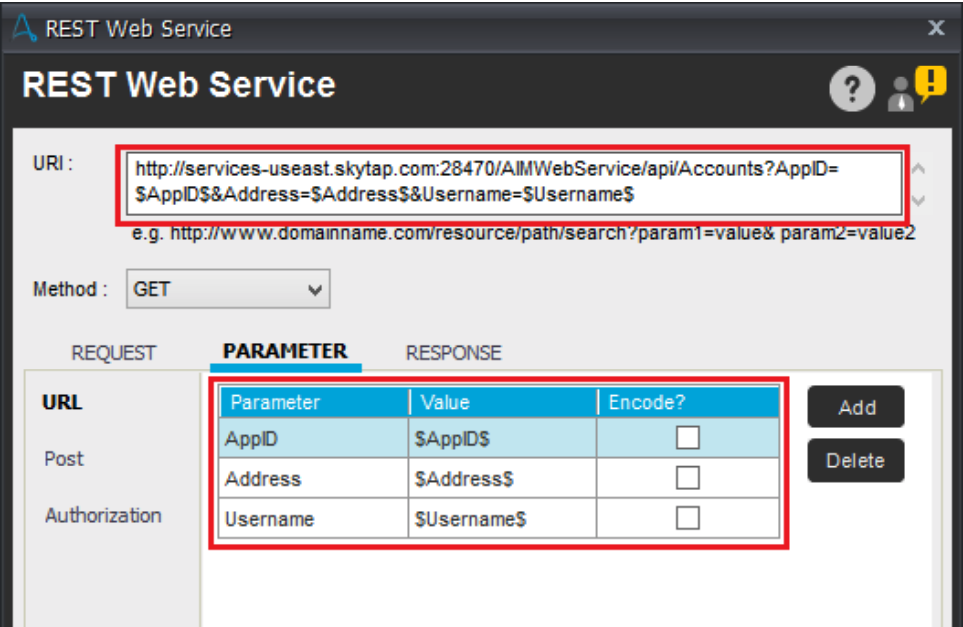 REST Web Service
x
REST Web Service
?
!
URI :
http://services-useast.skytap.com:28470/AIMWebService/api/Accounts?AppID=
$AppID$&Address=$Address$&Username=$Username$
e.g. http://www.domainname.com/resource/path/search?param1=value& param2=value2
Method : GET
REQUEST PARAMETER RESPONSE
URL
Post
Authorization
Parameter Value Encode?
AppID $AppID$
Address $Address$
Username $Username$
Add
Delete